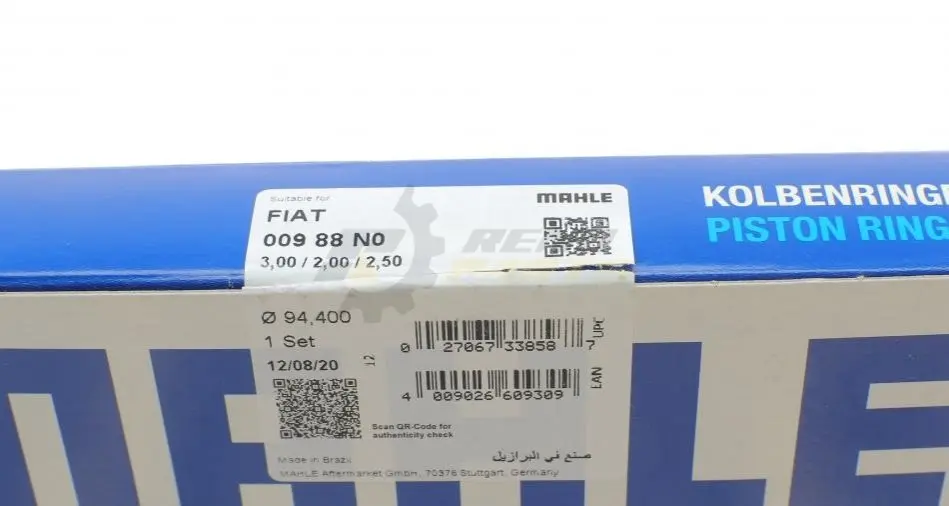 Suitable for
FIAT
009 88 N0
3,00 / 2,00 / 2,50
MAHLE
KOLBENRINGE
PISTON RING
Ø 94,400
1 Set
12/08/20
12
0 27067 33858 7
UPC
4 009026 609309
EAN
Scan QR-Code for
authenticity check
Made in Brazil
صنع في البرازيل
MAHLE Aftermarket GmbH, 70376 Stuttgart, Germany
MAHLE